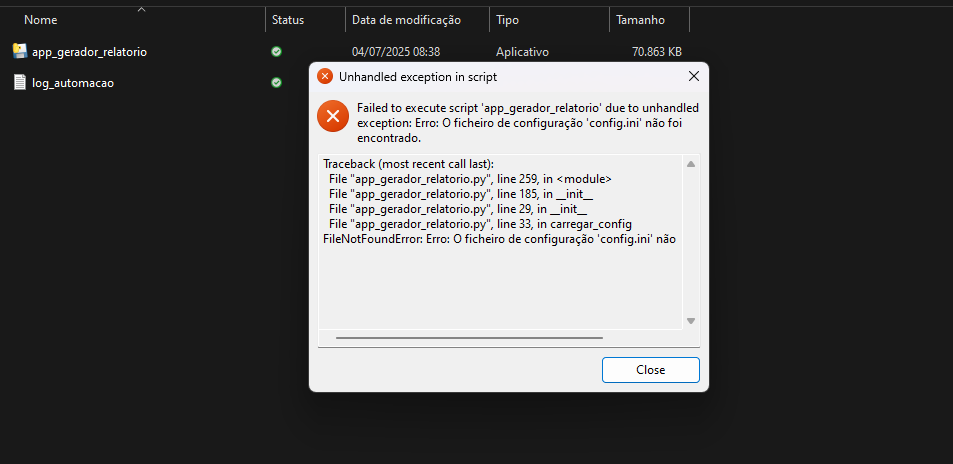 Nome Status Data de modificação Tipo Tamanho
app_gerador_relatorio 04/07/2025 08:38 Aplicativo 70.863 KB
log_automacao
Unhandled exception in script
Failed to execute script 'app_gerador_relatorio' due to unhandled
exception: Erro: O ficheiro de configuração 'config.ini' não foi
encontrado.
Traceback (most recent call last):
File "app_gerador_relatorio.py", line 259, in <module>
File "app_gerador_relatorio.py", line 185, in __init__
File "app_gerador_relatorio.py", line 29, in __init__
File "app_gerador_relatorio.py", line 33, in carregar_config
FileNotFoundError: Erro: O ficheiro de configuração 'config.ini' não
Close